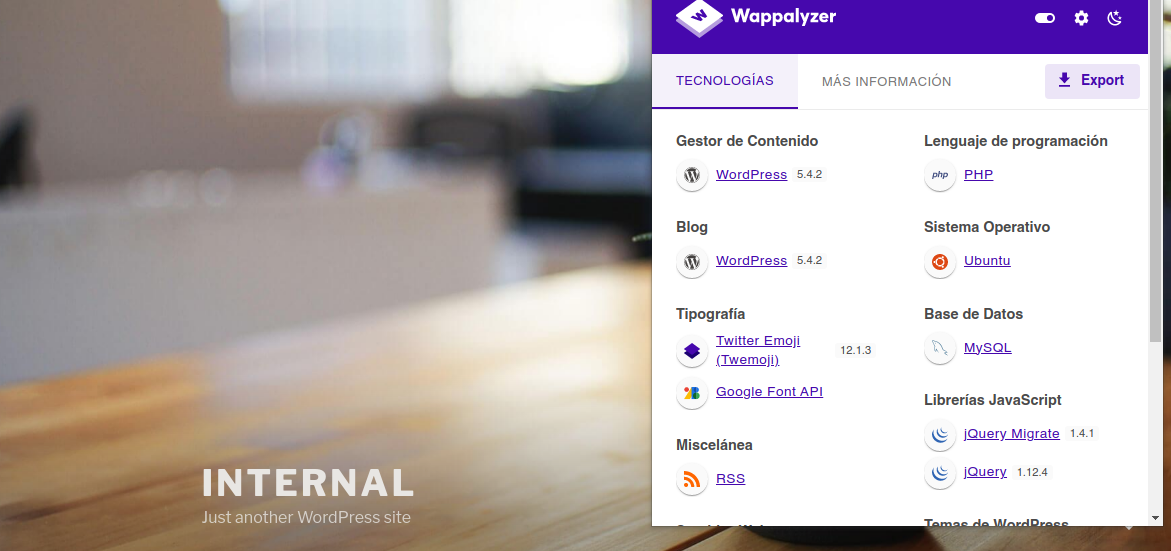 Wappalyzer
TECNOLOGÍAS
MÁS INFORMACIÓN
Export
Gestor de Contenido
WordPress 5.4.2
Blog
WordPress 5.4.2
Tipografía
Twitter Emoji
(Twemoji) 12.1.3
Google Font API
Miscelánea
RSS
Lenguaje de programación
php PHP
Sistema Operativo
Ubuntu
Base de Datos
MySQL
Librerías JavaScript
jQuery Migrate 1.4.1
jQuery 1.12.4
Temas de WordPress
INTERNAL
Just another WordPress site